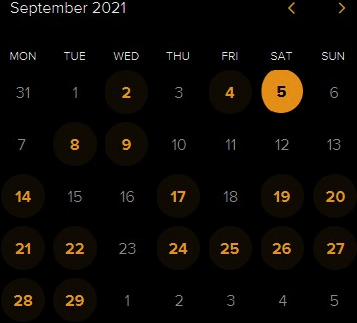 September 2021
MON TUE WED THU FRI SAT SUN
31 1 2 3 4 5 6
7 8 9 10 11 12 13
14 15 16 17 18 19 20
21 22 23 24 25 26 27
28 29 1 2 3 4 5